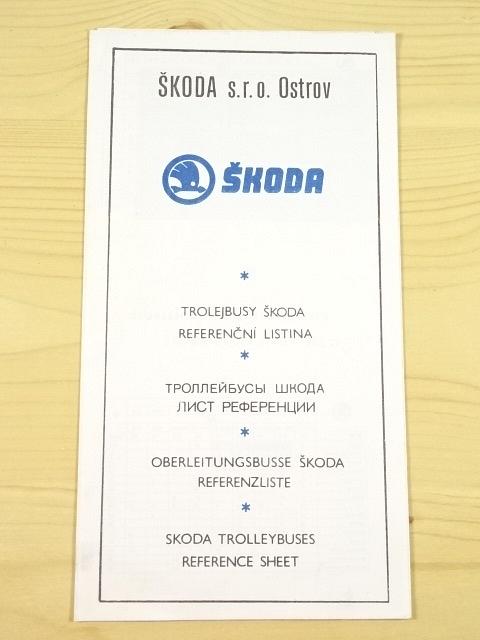 ŠKODA s.r.o. Ostrov
ŠKODA
*
TROLEJBUSY ŠKODA
REFERENČNÍ LISTINA
*
ТРОЛЛЕЙБУСЫ ШКОДА
ЛИСТ РЕФЕРЕНЦИИ
*
OBERLEITUNGSBUSSE ŠKODA
REFERENZLISTE
*
SKODA TROLLEYBUSES
REFERENCE SHEET